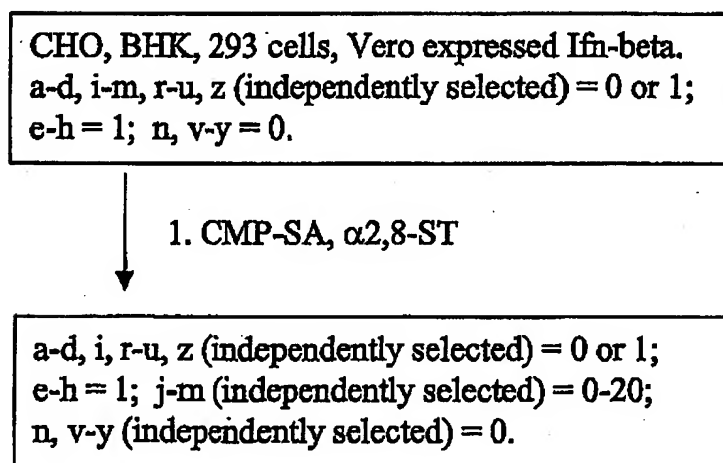 CHO, BHK, 293 cells, Vero expressed Ifn-beta.
a-d, i-m, r-u, z (independently selected) = 0 or 1;
e-h = 1; n, v-y = 0.
1. CMP-SA, α2,8-ST
a-d, i, r-u, z (independently selected) = 0 or 1;
e-h = 1; j-m (independently selected) = 0-20;
n, v-y (independently selected) = 0.